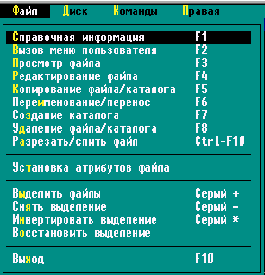 Файл Диск Команды Правая
Справочная информация F1
Вызов меню пользователя F2
Просмотр файла F3
Редактирование файла F4
Копирование файла/каталога F5
Переименование/перенос F6
Создание каталога F7
Удаление файла/каталога F8
Разрезать/слить файл Ctrl-F10
Установка атрибутов файла
Выделить файлы Серый +
Снять выделение Серый -
Инвертировать выделение Серый *
Восстановить выделение
Выход F10